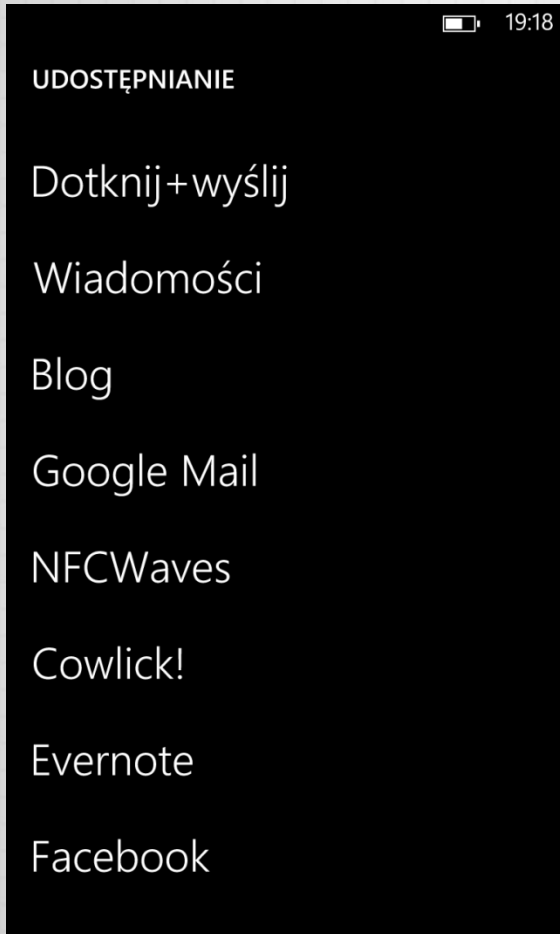 19:18
UDOSTĘPNIANIE
Dotknij+wyślij
Wiadomości
Blog
Google Mail
NFCWaves
Cowlick!
Evernote
Facebook